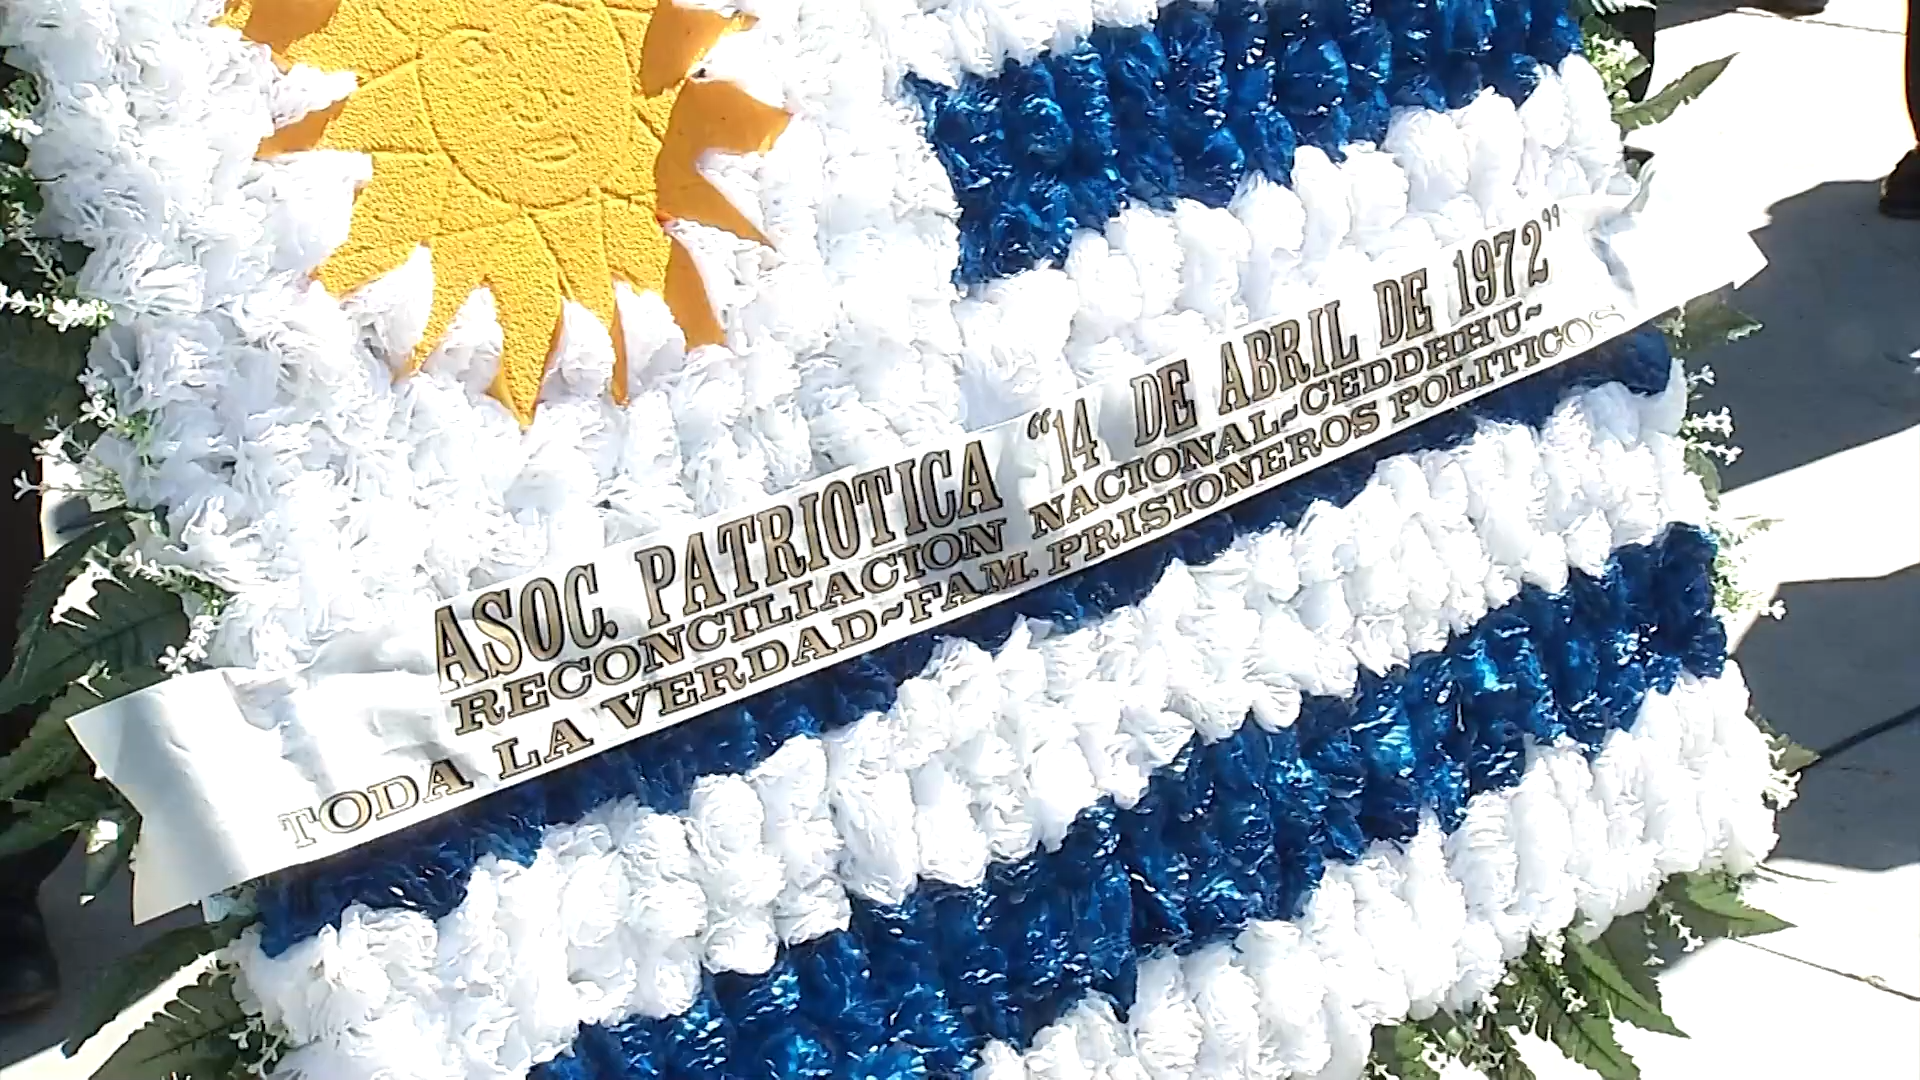 ASOC. PATRIOTICA “14 DE ABRIL DE 1972”
RECONCILIACION NACIONAL~CEDDHHU~
TODA LA VERDAD~FAM. PRISIONEROS POLITICOS